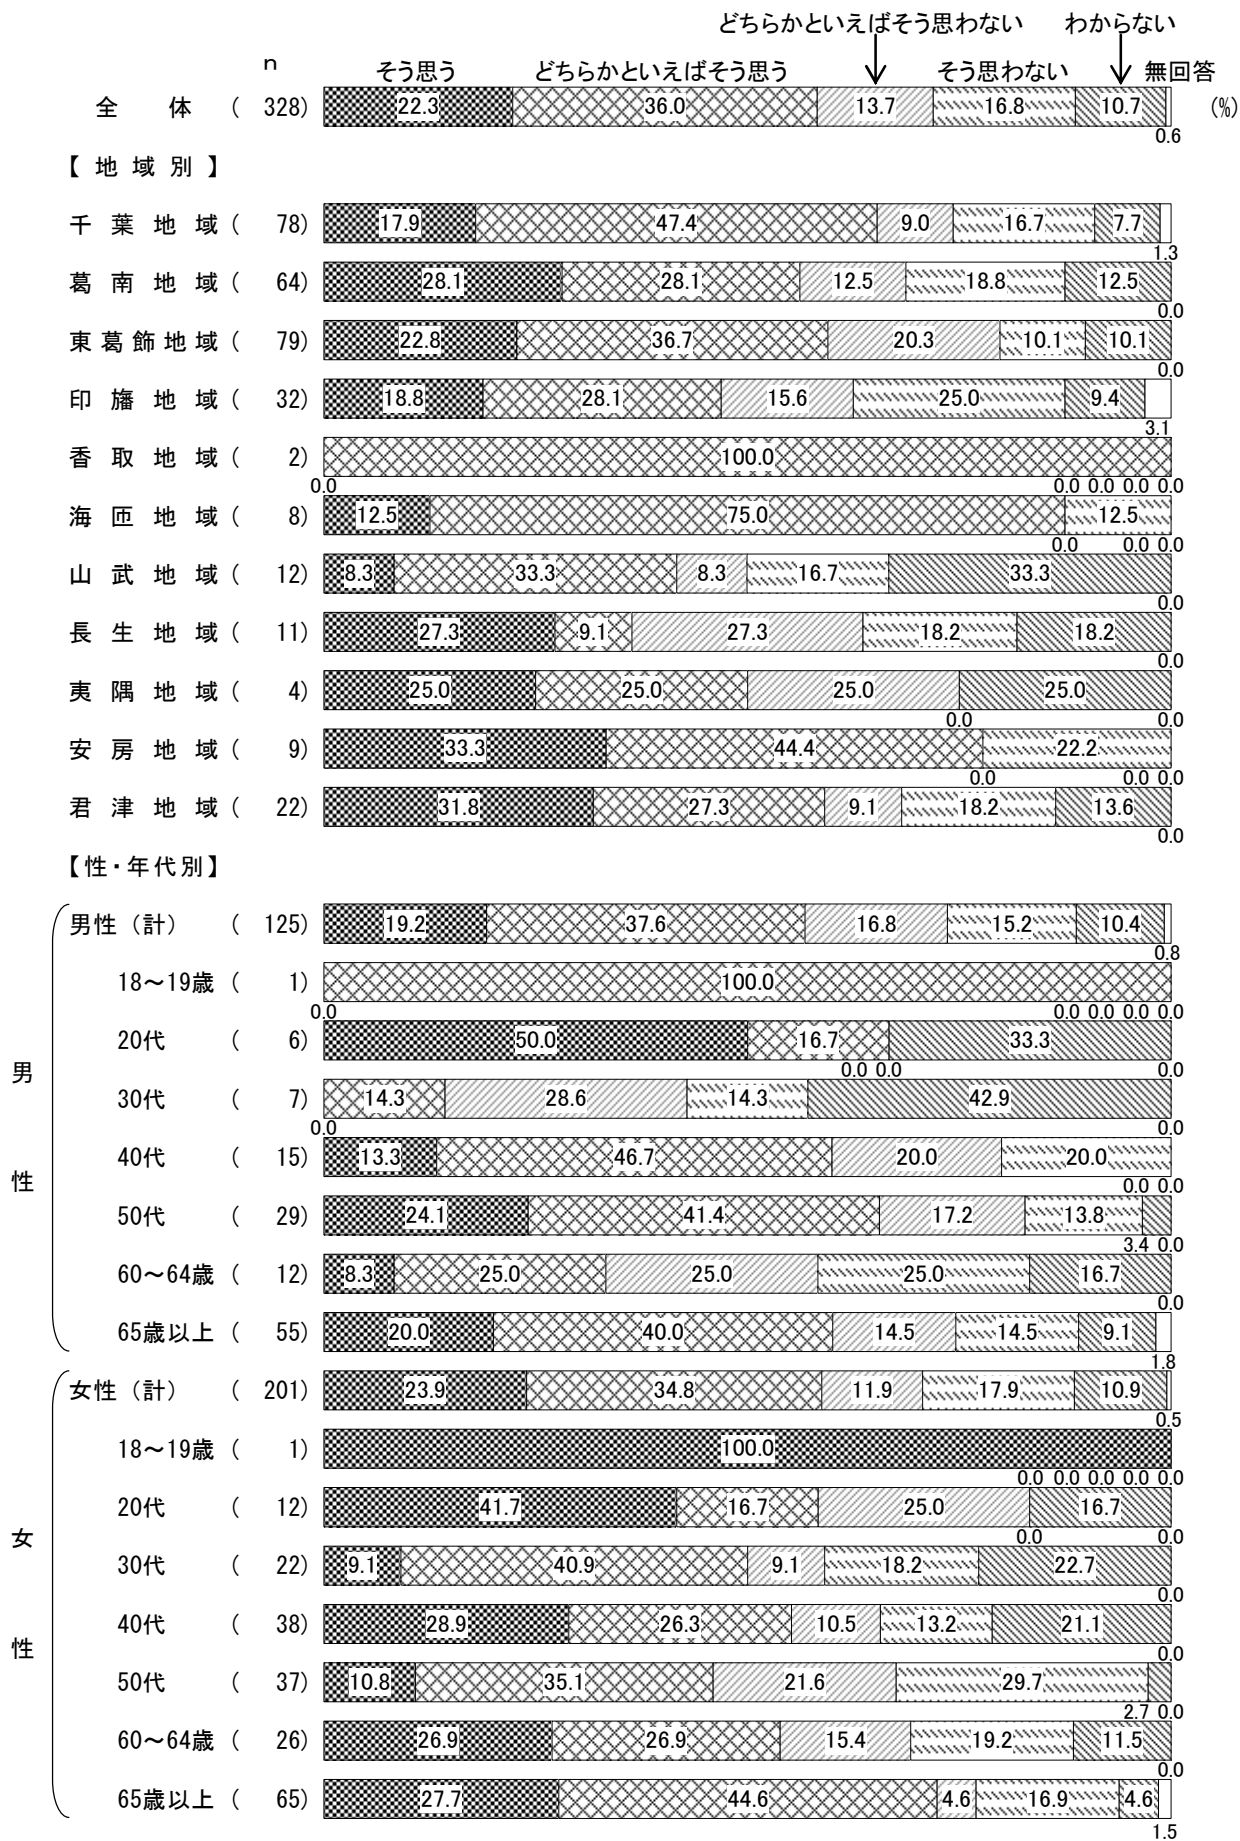 どちらかといえばそう思わない わからない
n そう思う どちらかといえばそう思う そう思わない 無回答
全 体 ( 328) 22.3 36.0 13.7 16.8 10.7 (%)
0.6
【 地 域 別 】
千 葉 地 域 ( 78) 17.9 47.4 9.0 16.7 7.7
1.3
葛 南 地 域 ( 64) 28.1 28.1 12.5 18.8 12.5
0.0
東 葛 飾 地 域 ( 79) 22.8 36.7 20.3 10.1 10.1
0.0
印 旛 地 域 ( 32) 18.8 28.1 15.6 25.0 9.4
3.1
香 取 地 域 ( 2) 100.0
0.0 0.0 0.0 0.0 0.0
海 匝 地 域 ( 8) 12.5 75.0 12.5
0.0 0.0 0.0
山 武 地 域 ( 12) 8.3 33.3 8.3 16.7 33.3
0.0
長 生 地 域 ( 11) 27.3 9.1 27.3 18.2 18.2
0.0
夷 隅 地 域 ( 4) 25.0 25.0 25.0 25.0
0.0 0.0
安 房 地 域 ( 9) 33.3 44.4 22.2
0.0 0.0 0.0
君 津 地 域 ( 22) 31.8 27.3 9.1 18.2 13.6
0.0
【性・年代別】
男性(計) ( 125) 19.2 37.6 16.8 15.2 10.4
0.8
18～19歳 ( 1) 100.0
0.0 0.0 0.0 0.0 0.0
20代 ( 6) 50.0 16.7 33.3
0.0 0.0 0.0
男
30代 ( 7) 14.3 28.6 14.3 42.9
0.0 0.0
40代 ( 15) 13.3 46.7 20.0 20.0
性
0.0 0.0
50代 ( 29) 24.1 41.4 17.2 13.8
3.4 0.0
60～64歳 ( 12) 8.3 25.0 25.0 25.0 16.7
0.0
65歳以上 ( 55) 20.0 40.0 14.5 14.5 9.1
1.8
女性(計) ( 201) 23.9 34.8 11.9 17.9 10.9
0.5
18～19歳 ( 1) 100.0
0.0 0.0 0.0 0.0 0.0
20代 ( 12) 41.7 16.7 25.0 16.7
0.0 0.0
女
30代 ( 22) 9.1 40.9 9.1 18.2 22.7
0.0
40代 ( 38) 28.9 26.3 10.5 13.2 21.1
性
0.0
50代 ( 37) 10.8 35.1 21.6 29.7
2.7 0.0
60～64歳 ( 26) 26.9 26.9 15.4 19.2 11.5
0.0
65歳以上 ( 65) 27.7 44.6 4.6 16.9 4.6
1.5